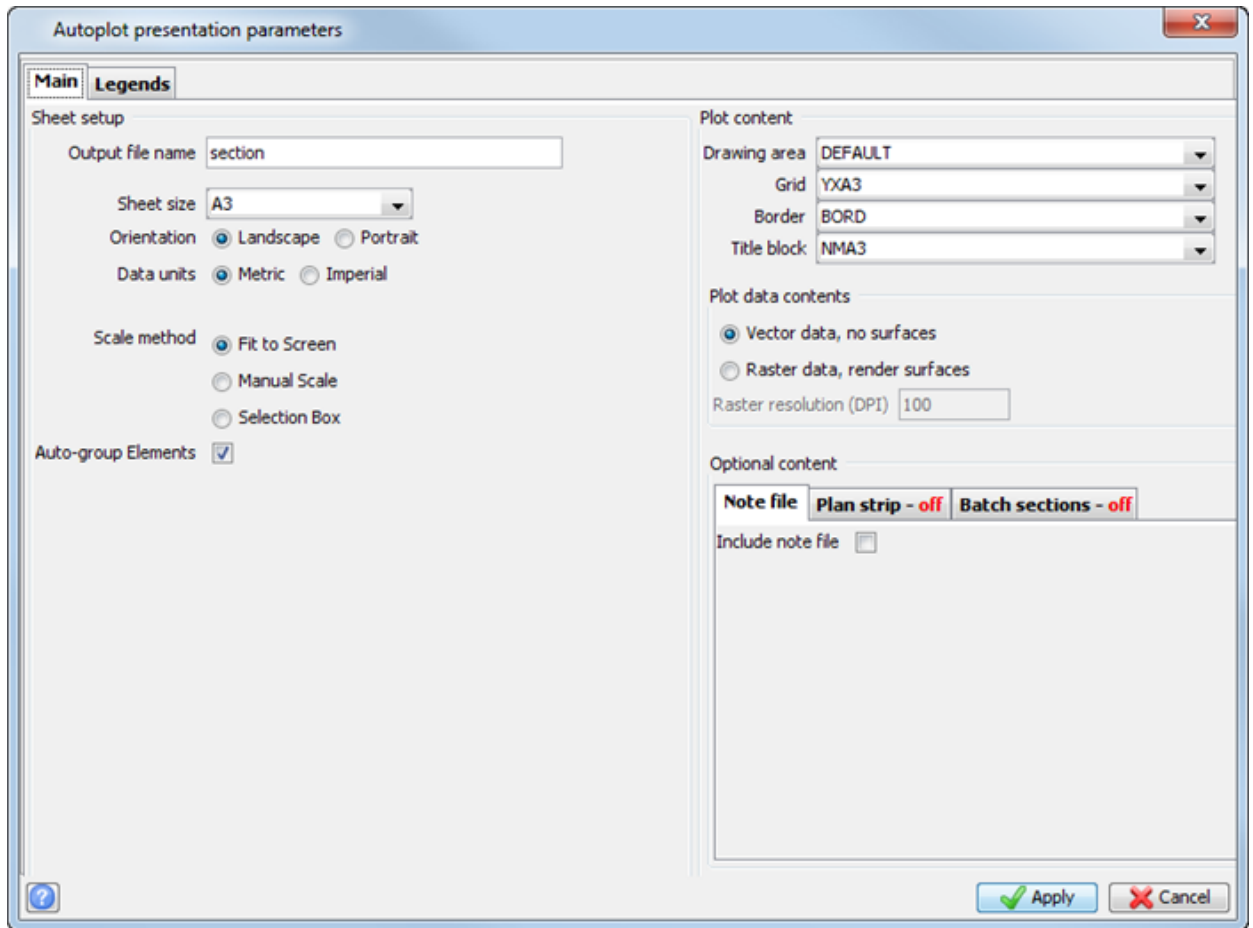 Autoplot presentation parameters
Main Legends
Sheet setup
Output file name section
Sheet size A3
Orientation Landscape Portrait
Data units Metric Imperial
Scale method Fit to Screen
Manual Scale
Selection Box
Auto-group Elements
Plot content
Drawing area DEFAULT
Grid YXA3
Border BORD
Title block NMA3
Plot data contents
Vector data, no surfaces
Raster data, render surfaces
Raster resolution (DPI) 100
Optional content
Note file Plan strip - off Batch sections - off
Include note file
? Apply Cancel